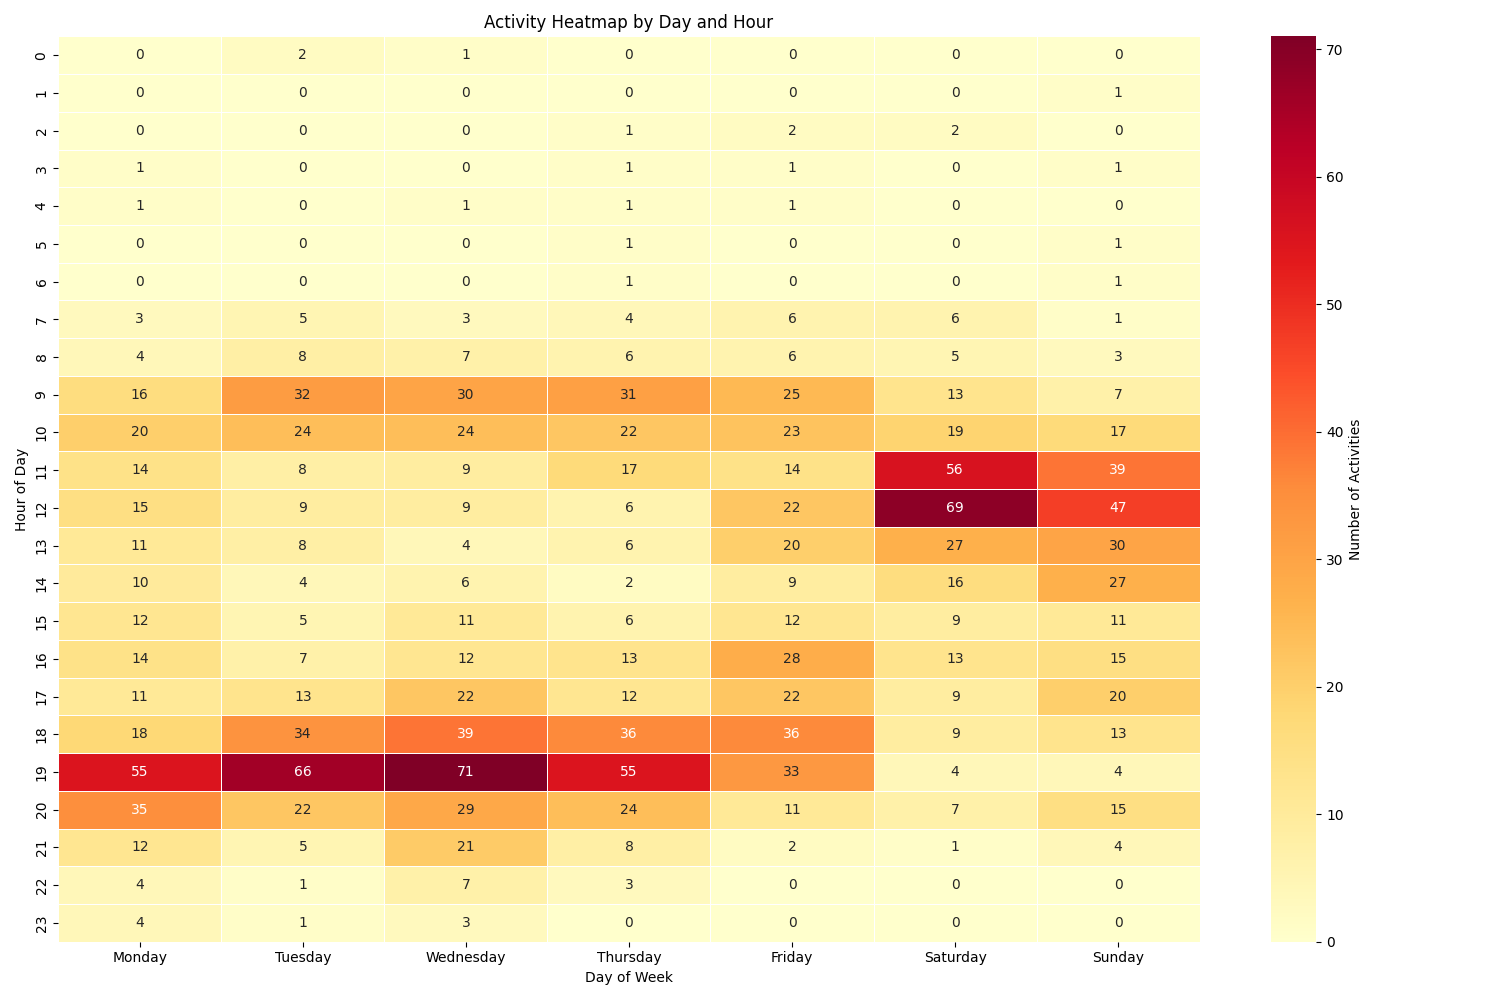 Activity Heatmap by Day and Hour
0 0 2 1 0 0 0 0
1 0 0 0 0 0 0 1
2 0 0 0 1 2 2 0
3 1 0 0 1 1 0 1
4 1 0 1 1 1 0 0
5 0 0 0 1 0 0 1
6 0 0 0 1 0 0 1
7 3 5 3 4 6 6 1
8 4 8 7 6 6 5 3
9 16 32 30 31 25 13 7
10 20 24 24 22 23 19 17
11 14 8 9 17 14 56 39
12 15 9 9 6 22 69 47
13 11 8 4 6 20 27 30
14 10 4 6 2 9 16 27
15 12 5 11 6 12 9 11
16 14 7 12 13 28 13 15
17 11 13 22 12 22 9 20
18 18 34 39 36 36 9 13
19 55 66 71 55 33 4 4
20 35 22 29 24 11 7 15
21 12 5 21 8 2 1 4
22 4 1 7 3 0 0 0
23 4 1 3 0 0 0 0
Monday Tuesday Wednesday Thursday Friday Saturday Sunday
Day of Week
Hour of Day
70
60
50
40
30
20
10
0
Number of Activities